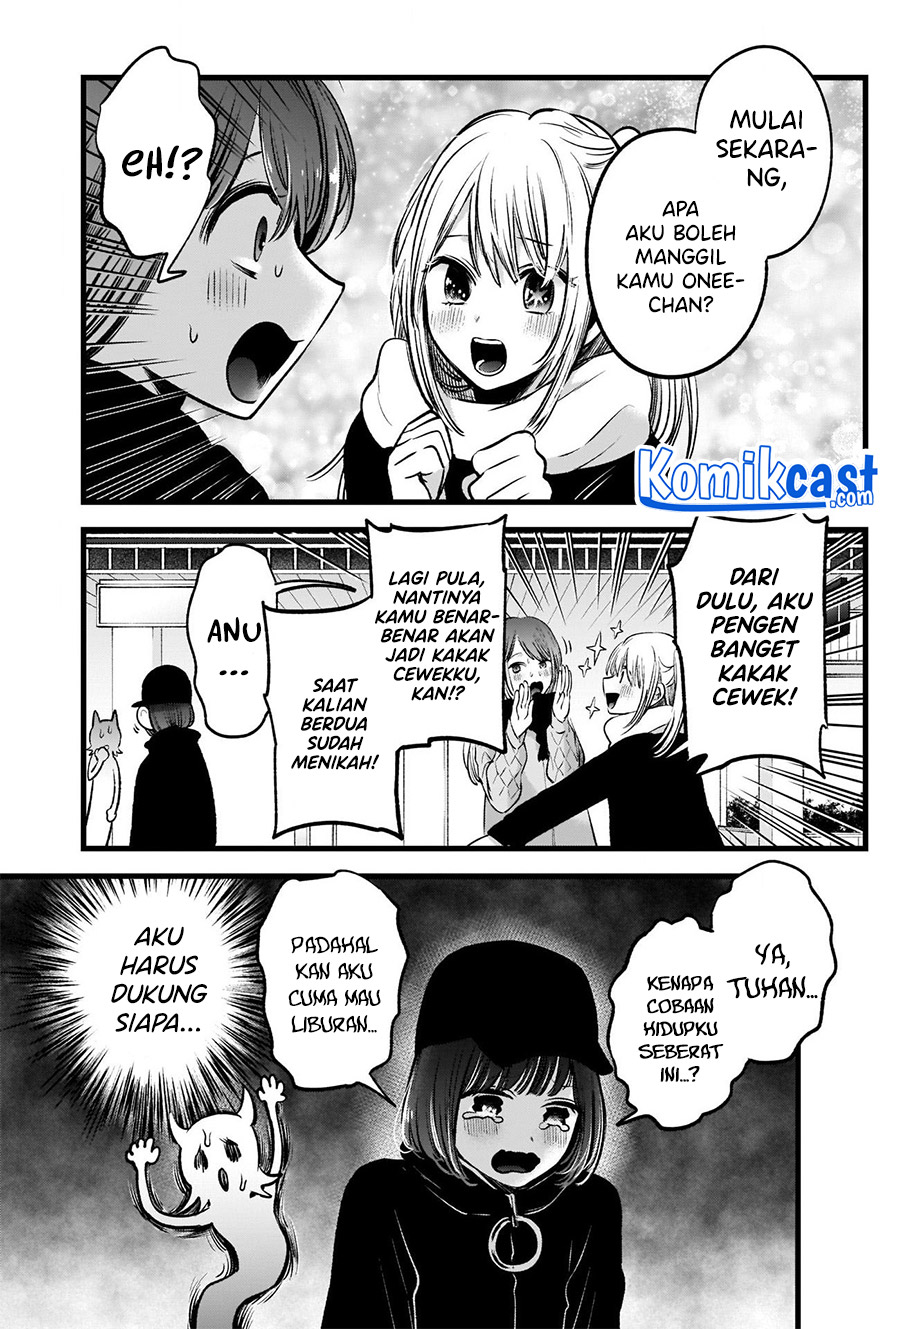 MULAI
SEKARA-
NG,
APA
AKU BOLEH
MANGGIL
KAMU ONEE-
CHAN?
EH!?
Komikcast
.com
DARI
DULU, AKU
PENGEN
BANGET
KAKAK
CEWEK!
LAGI PULA,
NANTINYA
KAMU BENAR-
BENAR AKAN
JADI KAKAK
CEWEKKU,
KAN!?
SAAT
KALIAN
BERDUA
SUDAH
MENIKAH!
ANU
...
YA,
TUHAN...
KENAPA
COBAAN
HIDUPKU
SEBERAT
INI...?
PADAHAL
KAN AKU
CUMA MAU
LIBURAN...
AKU
HARUS
DUKUNG
SIAPA...